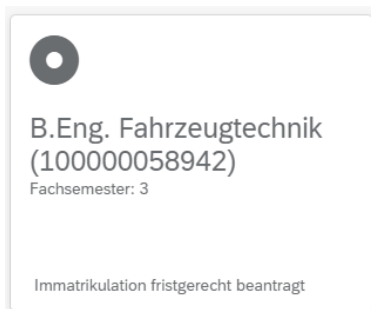 B.Eng. Fahrzeugtechnik
(100000058942)
Fachsemester: 3
Immatrikulation fristgerecht beantragt